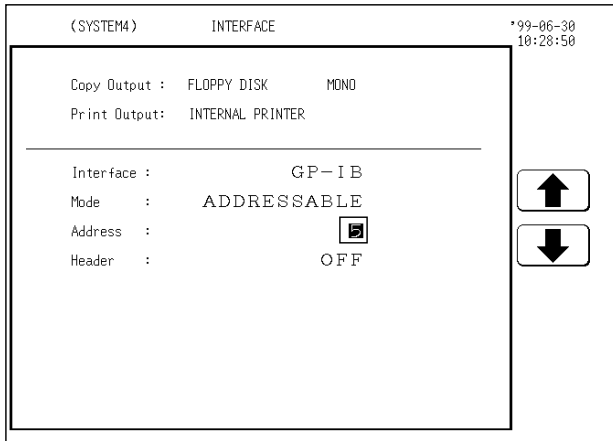 (SYSTEM4) INTERFACE '99-06-30
10:28:50
Copy Output : FLOPPY DISK MONO
Print Output: INTERNAL PRINTER
Interface : GP-IB
Mode : ADDRESSABLE
Address : 5
Header : OFF